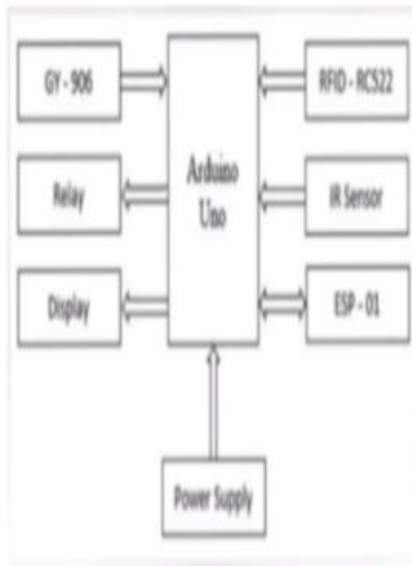 GY - 906
RFID - RC522
Arduino
Uno
Relay
IR Sensor
Display
ESP - 01
Power Supply